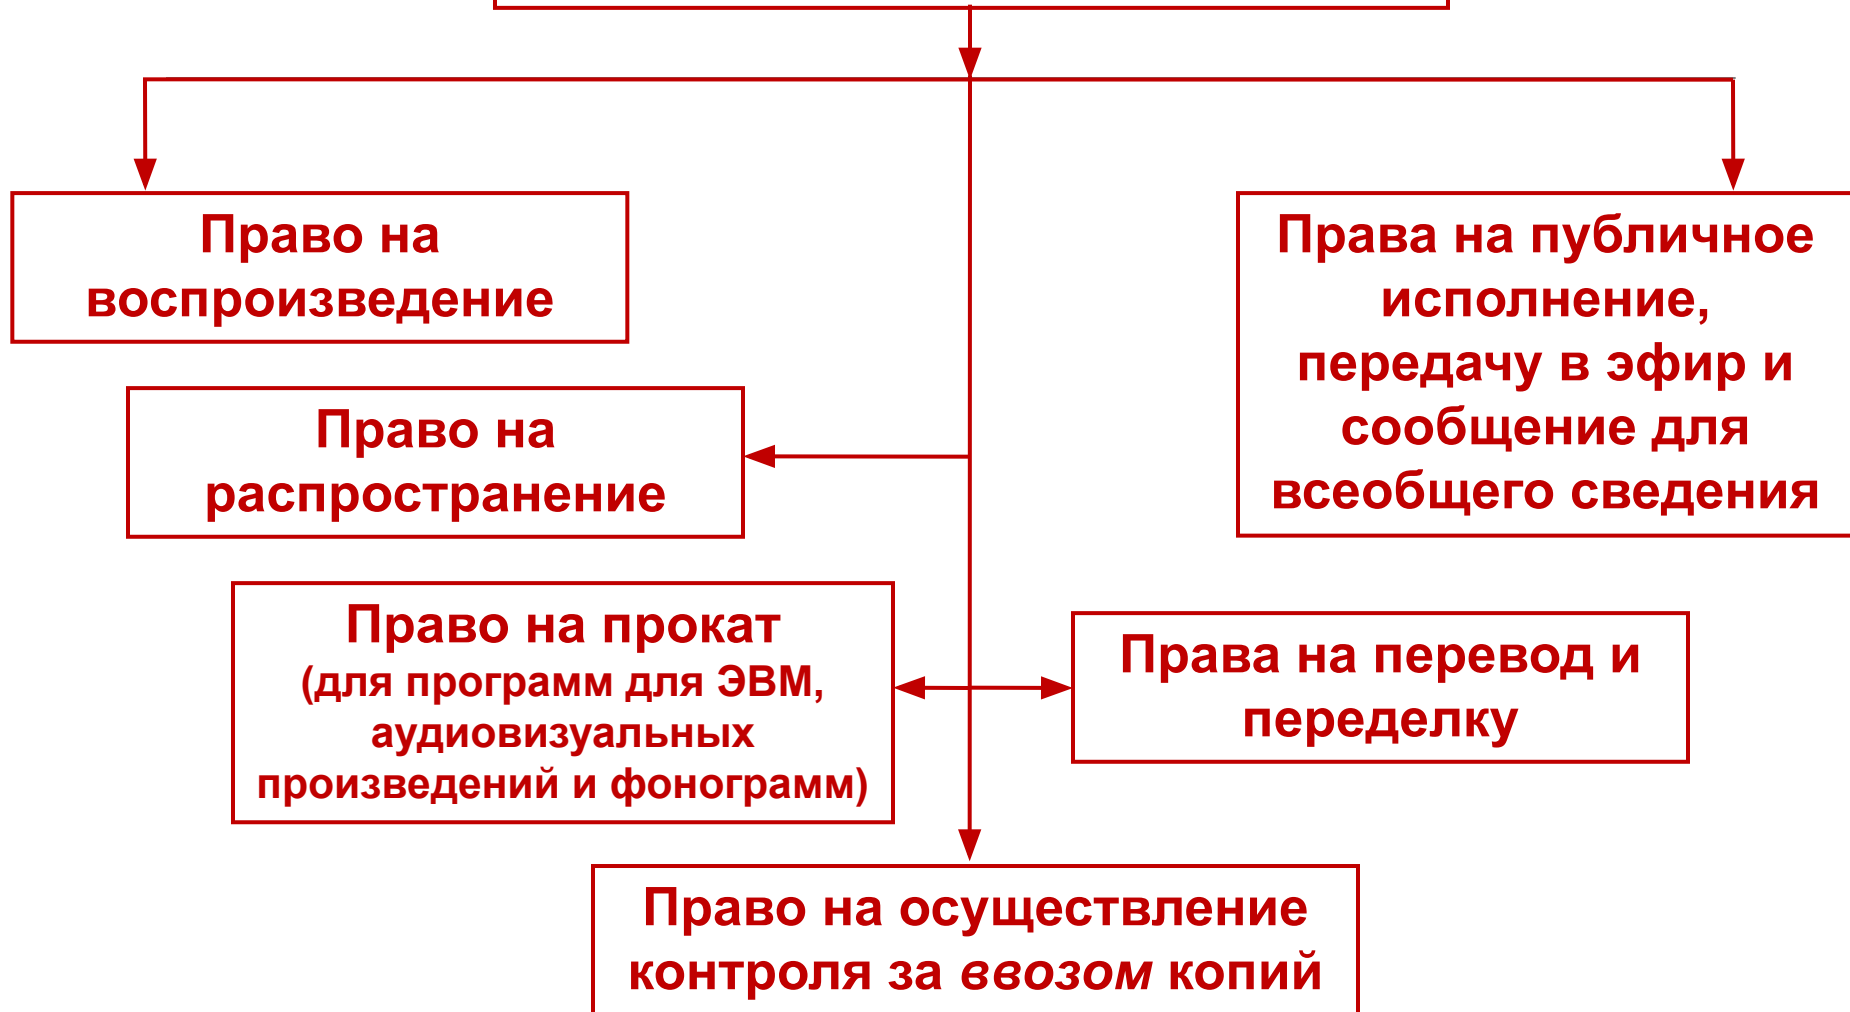 Право на
воспроизведение
Права на публичное
исполнение,
передачу в эфир и
сообщение для
всеобщего сведения
Право на
распространение
Право на прокат
(для программ для ЭВМ,
аудиовизуальных
произведений и фонограмм)
Права на перевод и
переделку
Право на осуществление
контроля за ввозом копий